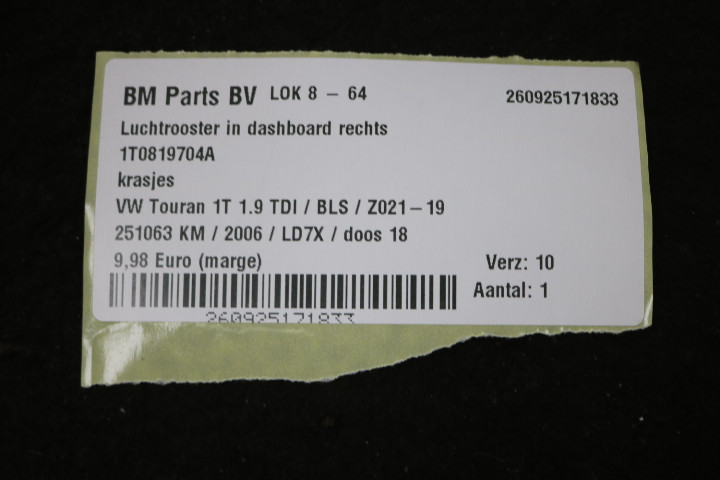 BM Parts BV LOK 8 – 64 260925171833
Luchtrooster in dashboard rechts
1T0819704A
krasjes
VW Touran 1T 1.9 TDI / BLS / Z021–19
251063 KM / 2006 / LD7X / doos 18
9,98 Euro (marge) Verz: 10
Aantal: 1
260925171833